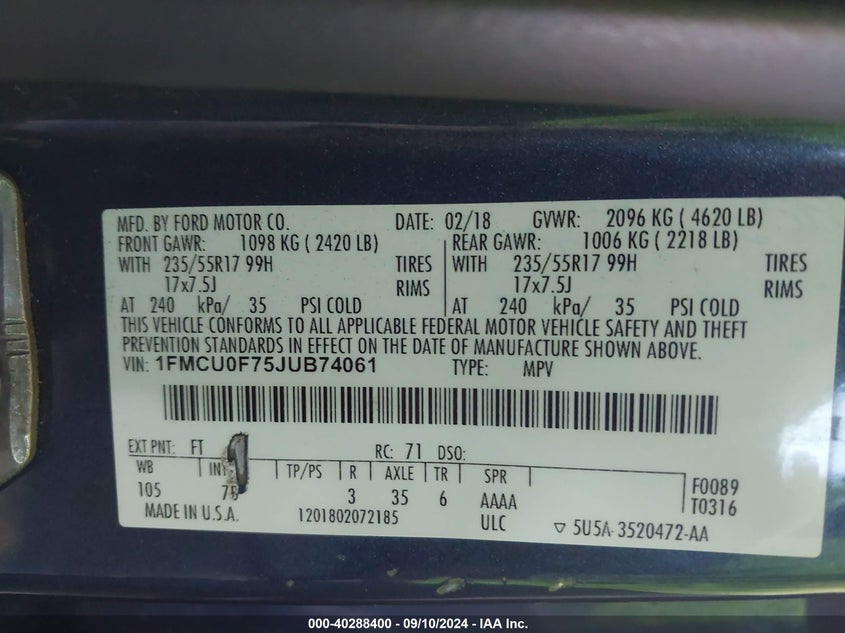 MFD. BY FORD MOTOR CO. DATE: 02/18 GVWR: 2096 KG ( 4620 LB)
FRONT GAWR: 1098 KG ( 2420 LB) REAR GAWR: 1006 KG ( 2218 LB)
WITH 235/55R17 99H TIRES WITH 235/55R17 99H TIRES
17x7.5J RIMS 17x7.5J RIMS
AT 240 kPa/ 35 PSI COLD AT 240 kPa/ 35 PSI COLD
THIS VEHICLE CONFORMS TO ALL APPLICABLE FEDERAL MOTOR VEHICLE SAFETY AND THEFT
PREVENTION STANDARDS IN EFFECT ON THE DATE OF MANUFACTURE SHOWN ABOVE.
VIN: 1FMCU0F75JUB74061 TYPE: MPV
EXT PNT: FT RC: 71 DSO:
WB INT TP/PS R AXLE TR SPR F0089
105 7B 3 35 6 AAAA T0316
MADE IN U.S.A. 1201802072185 ULC ▽ 5U5A-3520472-AA
000-40288400 - 09/10/2024 - IAA Inc.